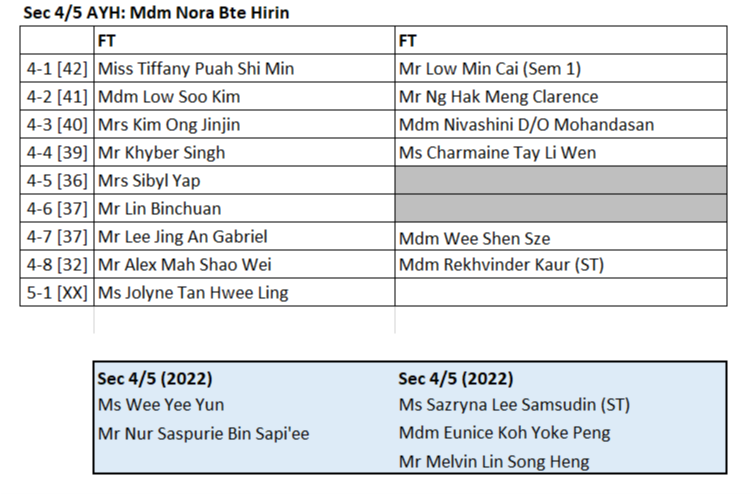 Sec 4/5 AYH: Mdm Nora Bte Hirin
FT FT
4-1 [42] Miss Tiffany Puah Shi Min Mr Low Min Cai (Sem 1)
4-2 [41] Mdm Low Soo Kim Mr Ng Hak Meng Clarence
4-3 [40] Mrs Kim Ong Jinjin Mdm Nivashini D/O Mohandasan
4-4 [39] Mr Khyber Singh Ms Charmaine Tay Li Wen
4-5 [36] Mrs Sibyl Yap
4-6 [37] Mr Lin Binchuan
4-7 [37] Mr Lee Jing An Gabriel Mdm Wee Shen Sze
4-8 [32] Mr Alex Mah Shao Wei Mdm Rekhvinder Kaur (ST)
5-1 [XX] Ms Jolyne Tan Hwee Ling
Sec 4/5 (2022) Sec 4/5 (2022)
Ms Wee Yee Yun Ms Sazryna Lee Samsudin (ST)
Mr Nur Saspurie Bin Sapi'ee Mdm Eunice Koh Yoke Peng
Mr Melvin Lin Song Heng